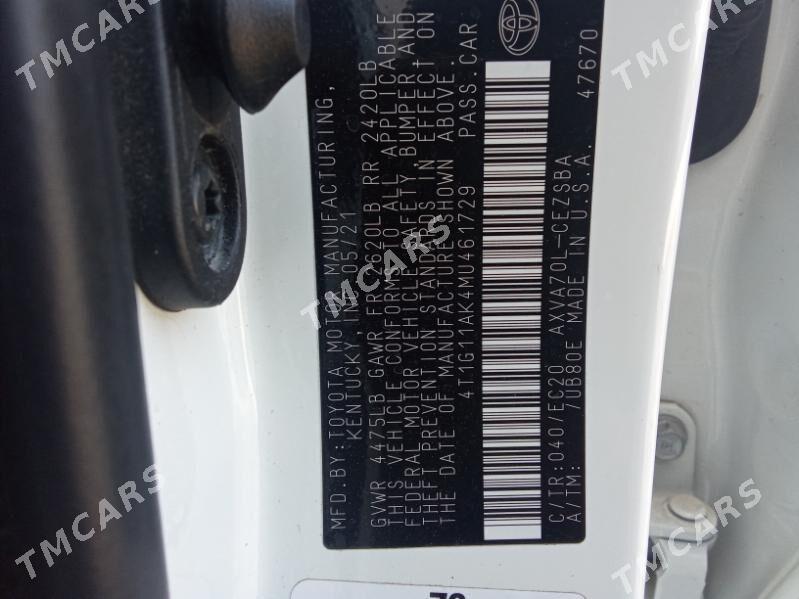 MFD.BY:TOYOTA MOTOR MANUFACTURING,
KENTUCKY, INC. 05/21
GVWR 4475LB GAWR FR 2620LB RR 2420LB
THIS VEHICLE CONFORMS TO ALL APPLICABLE
FEDERAL MOTOR VEHICLE SAFETY, BUMPER, AND
THEFT PREVENTION STANDARDS IN EFFECT ON
THE DATE OF MANUFACTURE SHOWN ABOVE.
4T1G11AK4MU461729 PASS.CAR
C/TR:040/EC20 AXVA70L-CEZSBA
A/TM: /UB80E MADE IN U.S.A. 47670
TMCARS
TMCARS
TMCARS
TMCARS
TMCARS
TMCARS
TMCARS